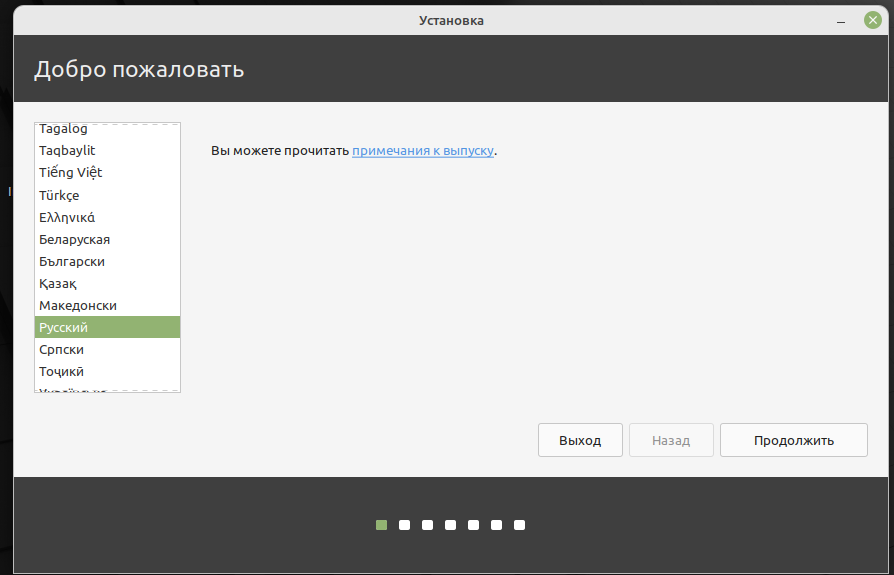 Установка
Добро пожаловать
Tagalog
Taqbaylit
Tiếng Việt
Türkçe
Ελληνικά
Беларуская
Български
Қазақ
Македонски
Русский
Српски
Тоҷикӣ
Вы можете прочитать примечания к выпуску.
Выход
Назад
Продолжить